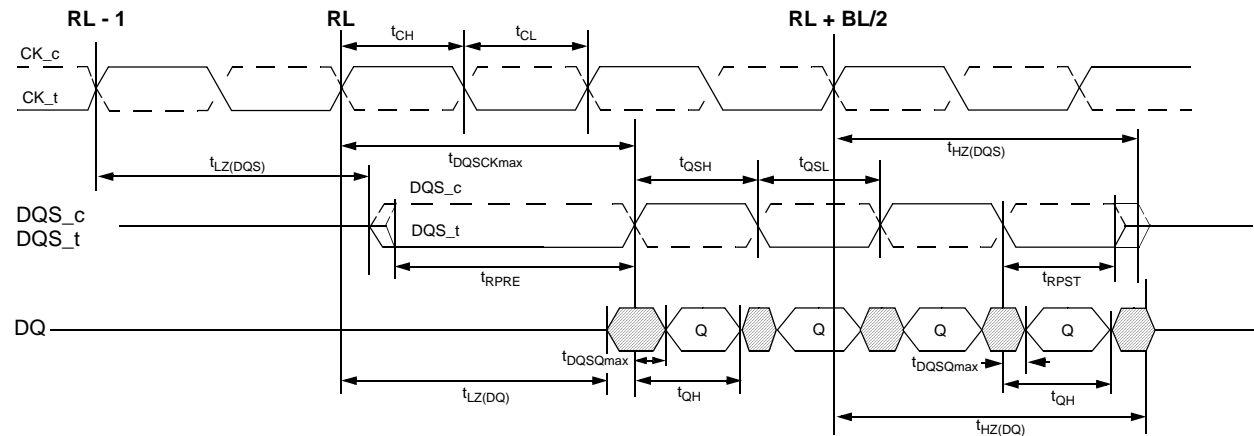 RL - 1 RL RL + BL/2
tCH tCL
CK_c
CK_t
tLZ(DQS) tDQSCKmax tHZ(DQS)
tQSH tQSL
DQS_c
DQS_c
DQS_t
DQS_t
tRPRE tRPST
DQ Q Q Q Q
tDQSQmax tDQSQmax
tLZ(DQ) tQH tQH
tHZ(DQ)